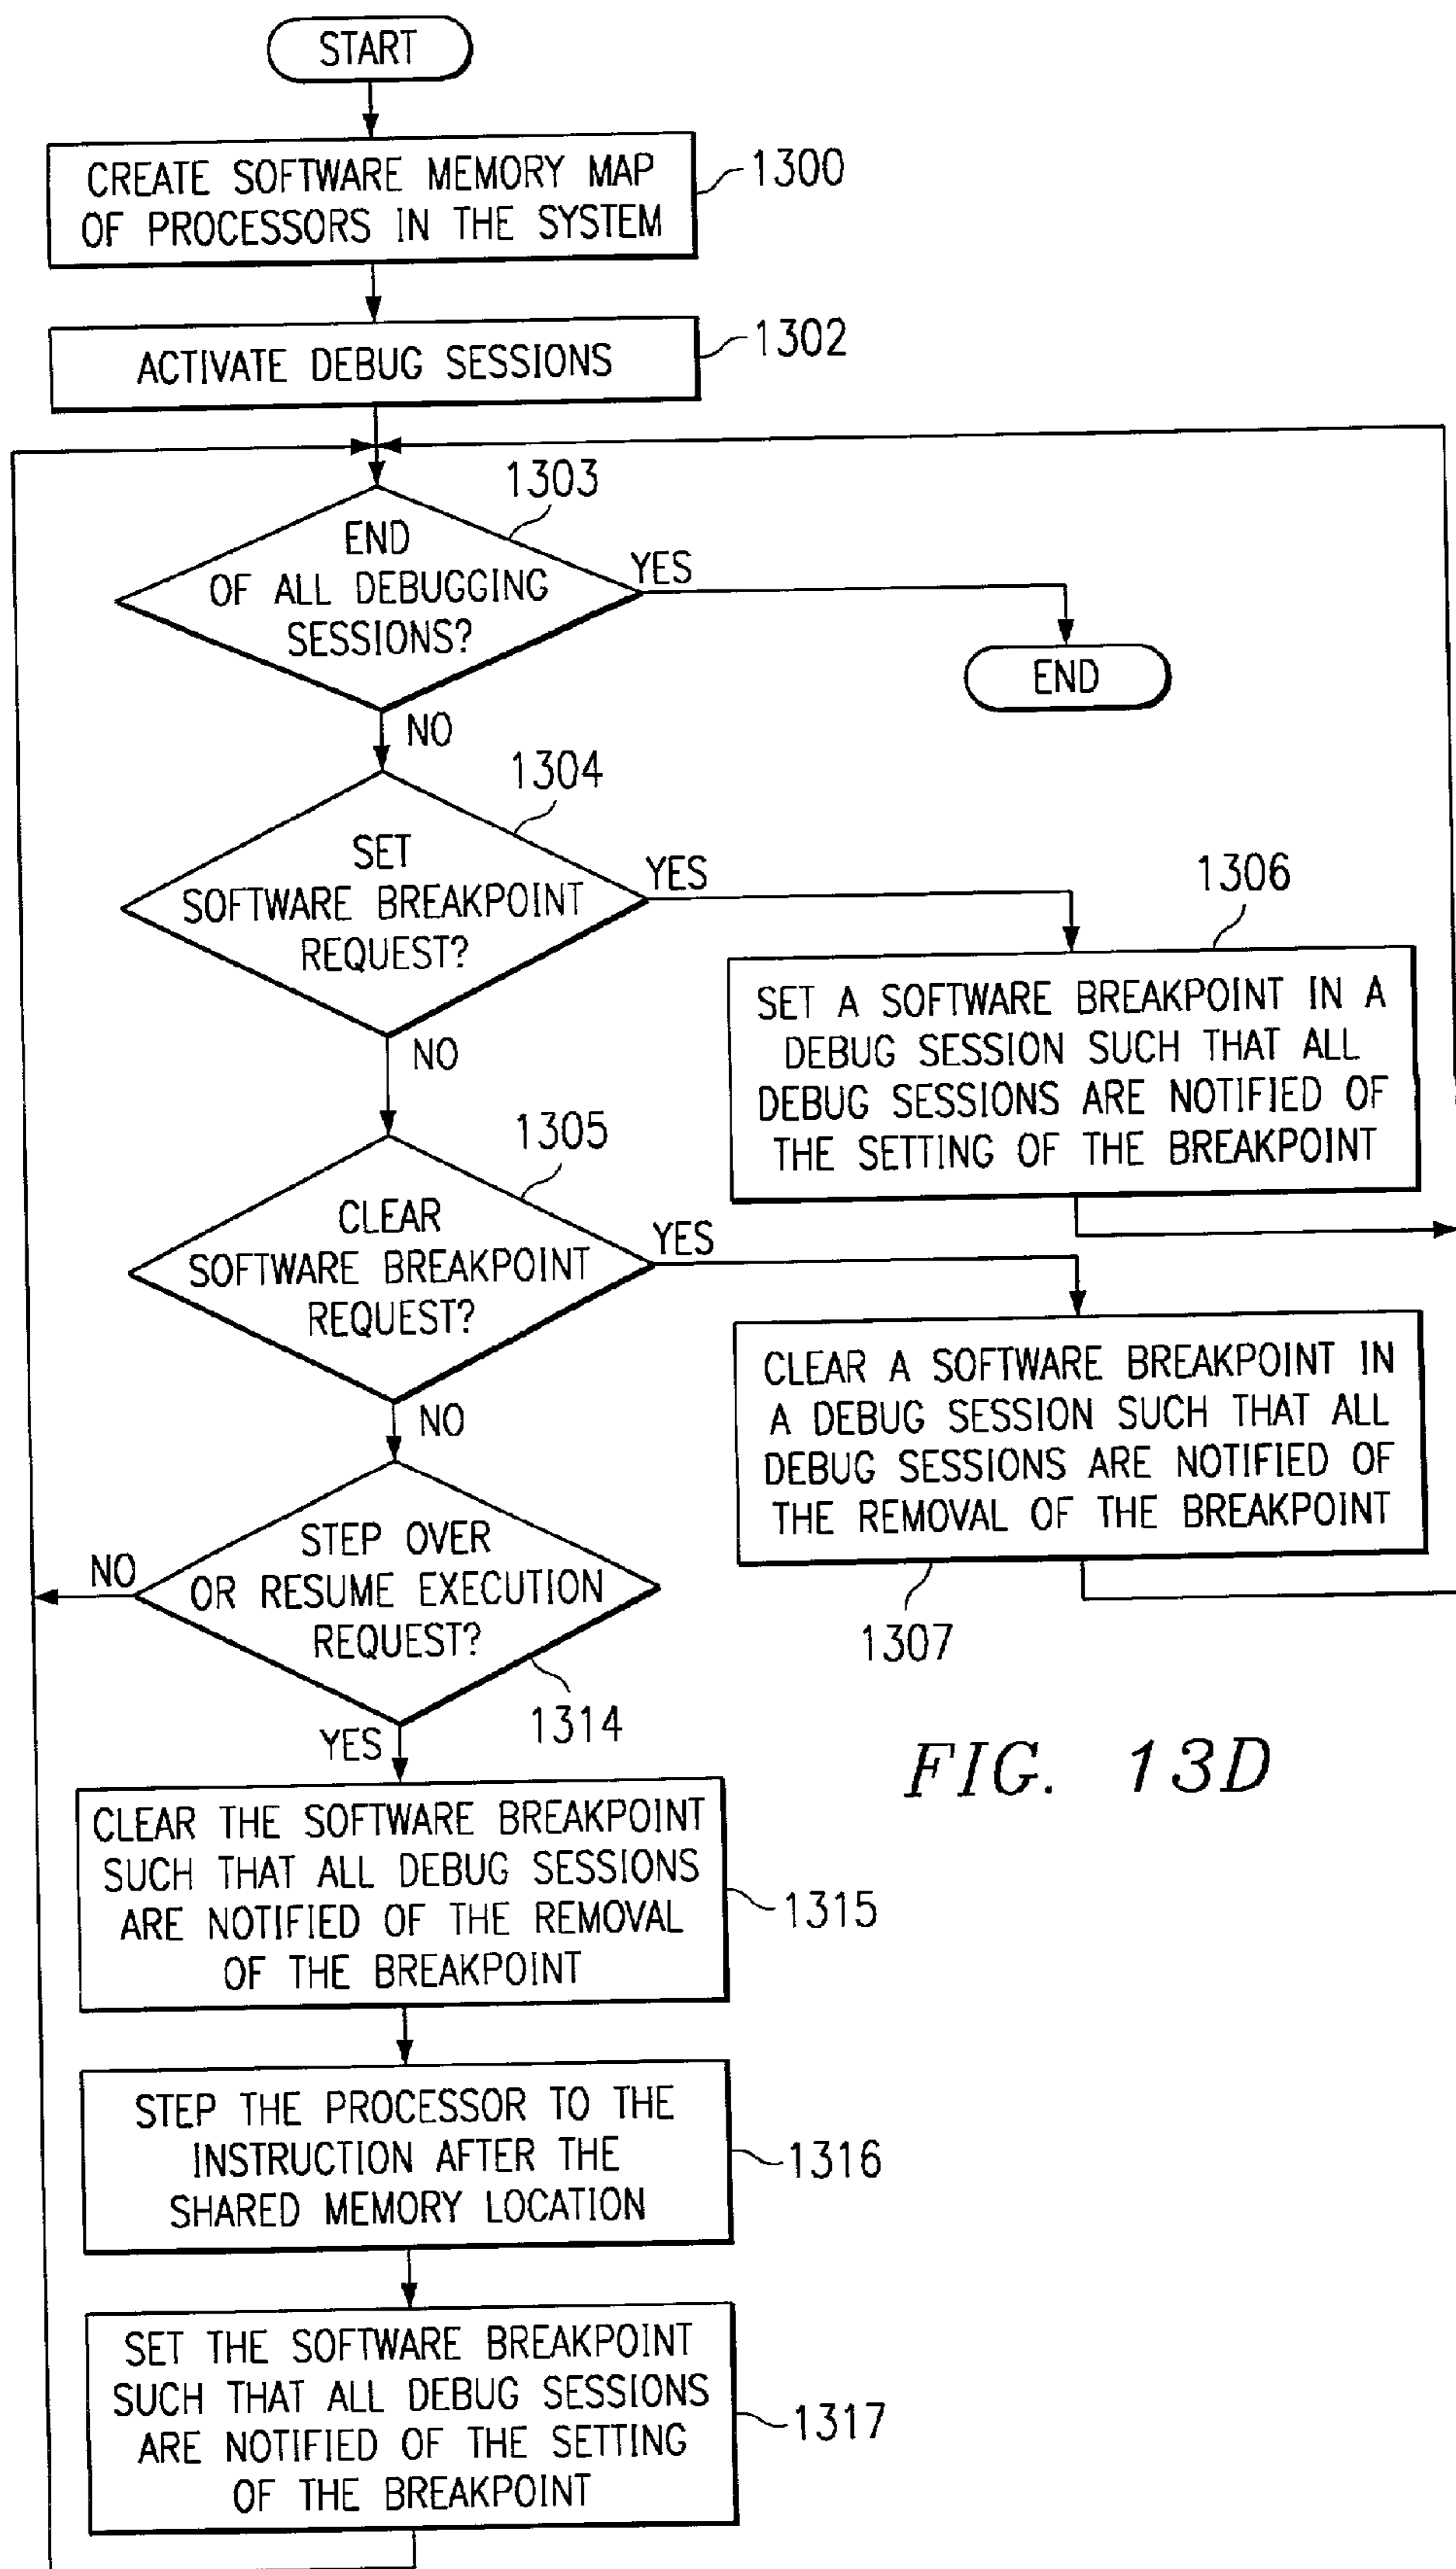 START
CREATE SOFTWARE MEMORY MAP
OF PROCESSORS IN THE SYSTEM
1300
ACTIVATE DEBUG SESSIONS
1302
1303
END
OF ALL DEBUGGING
SESSIONS?
YES
END
NO
1304
SET
SOFTWARE BREAKPOINT
REQUEST?
YES
1306
SET A SOFTWARE BREAKPOINT IN A
DEBUG SESSION SUCH THAT ALL
DEBUG SESSIONS ARE NOTIFIED OF
THE SETTING OF THE BREAKPOINT
NO
1305
CLEAR
SOFTWARE BREAKPOINT
REQUEST?
YES
CLEAR A SOFTWARE BREAKPOINT IN
A DEBUG SESSION SUCH THAT ALL
DEBUG SESSIONS ARE NOTIFIED OF
THE REMOVAL OF THE BREAKPOINT
1307
NO
STEP OVER
OR RESUME EXECUTION
REQUEST?
NO
1314
YES
FIG. 13D
CLEAR THE SOFTWARE BREAKPOINT
SUCH THAT ALL DEBUG SESSIONS
ARE NOTIFIED OF THE REMOVAL
OF THE BREAKPOINT
1315
STEP THE PROCESSOR TO THE
INSTRUCTION AFTER THE
SHARED MEMORY LOCATION
1316
SET THE SOFTWARE BREAKPOINT
SUCH THAT ALL DEBUG SESSIONS
ARE NOTIFIED OF THE SETTING
OF THE BREAKPOINT
1317